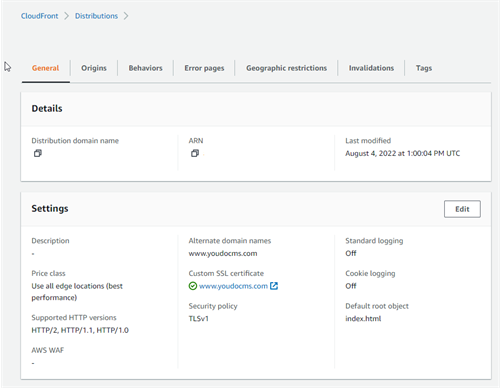 CloudFront > Distributions >
General Origins Behaviors Error pages Geographic restrictions Invalidations Tags
Details
Distribution domain name
ARN
Last modified
August 4, 2022 at 1:00:04 PM UTC
Settings
Edit
Description
-
Price class
Use all edge locations (best
performance)
Supported HTTP versions
HTTP/2, HTTP/1.1, HTTP/1.0
AWS WAF
-
Alternate domain names
www.youdocms.com
Custom SSL certificate
www.youdocms.com
Security policy
TLSv1
Standard logging
Off
Cookie logging
Off
Default root object
index.html